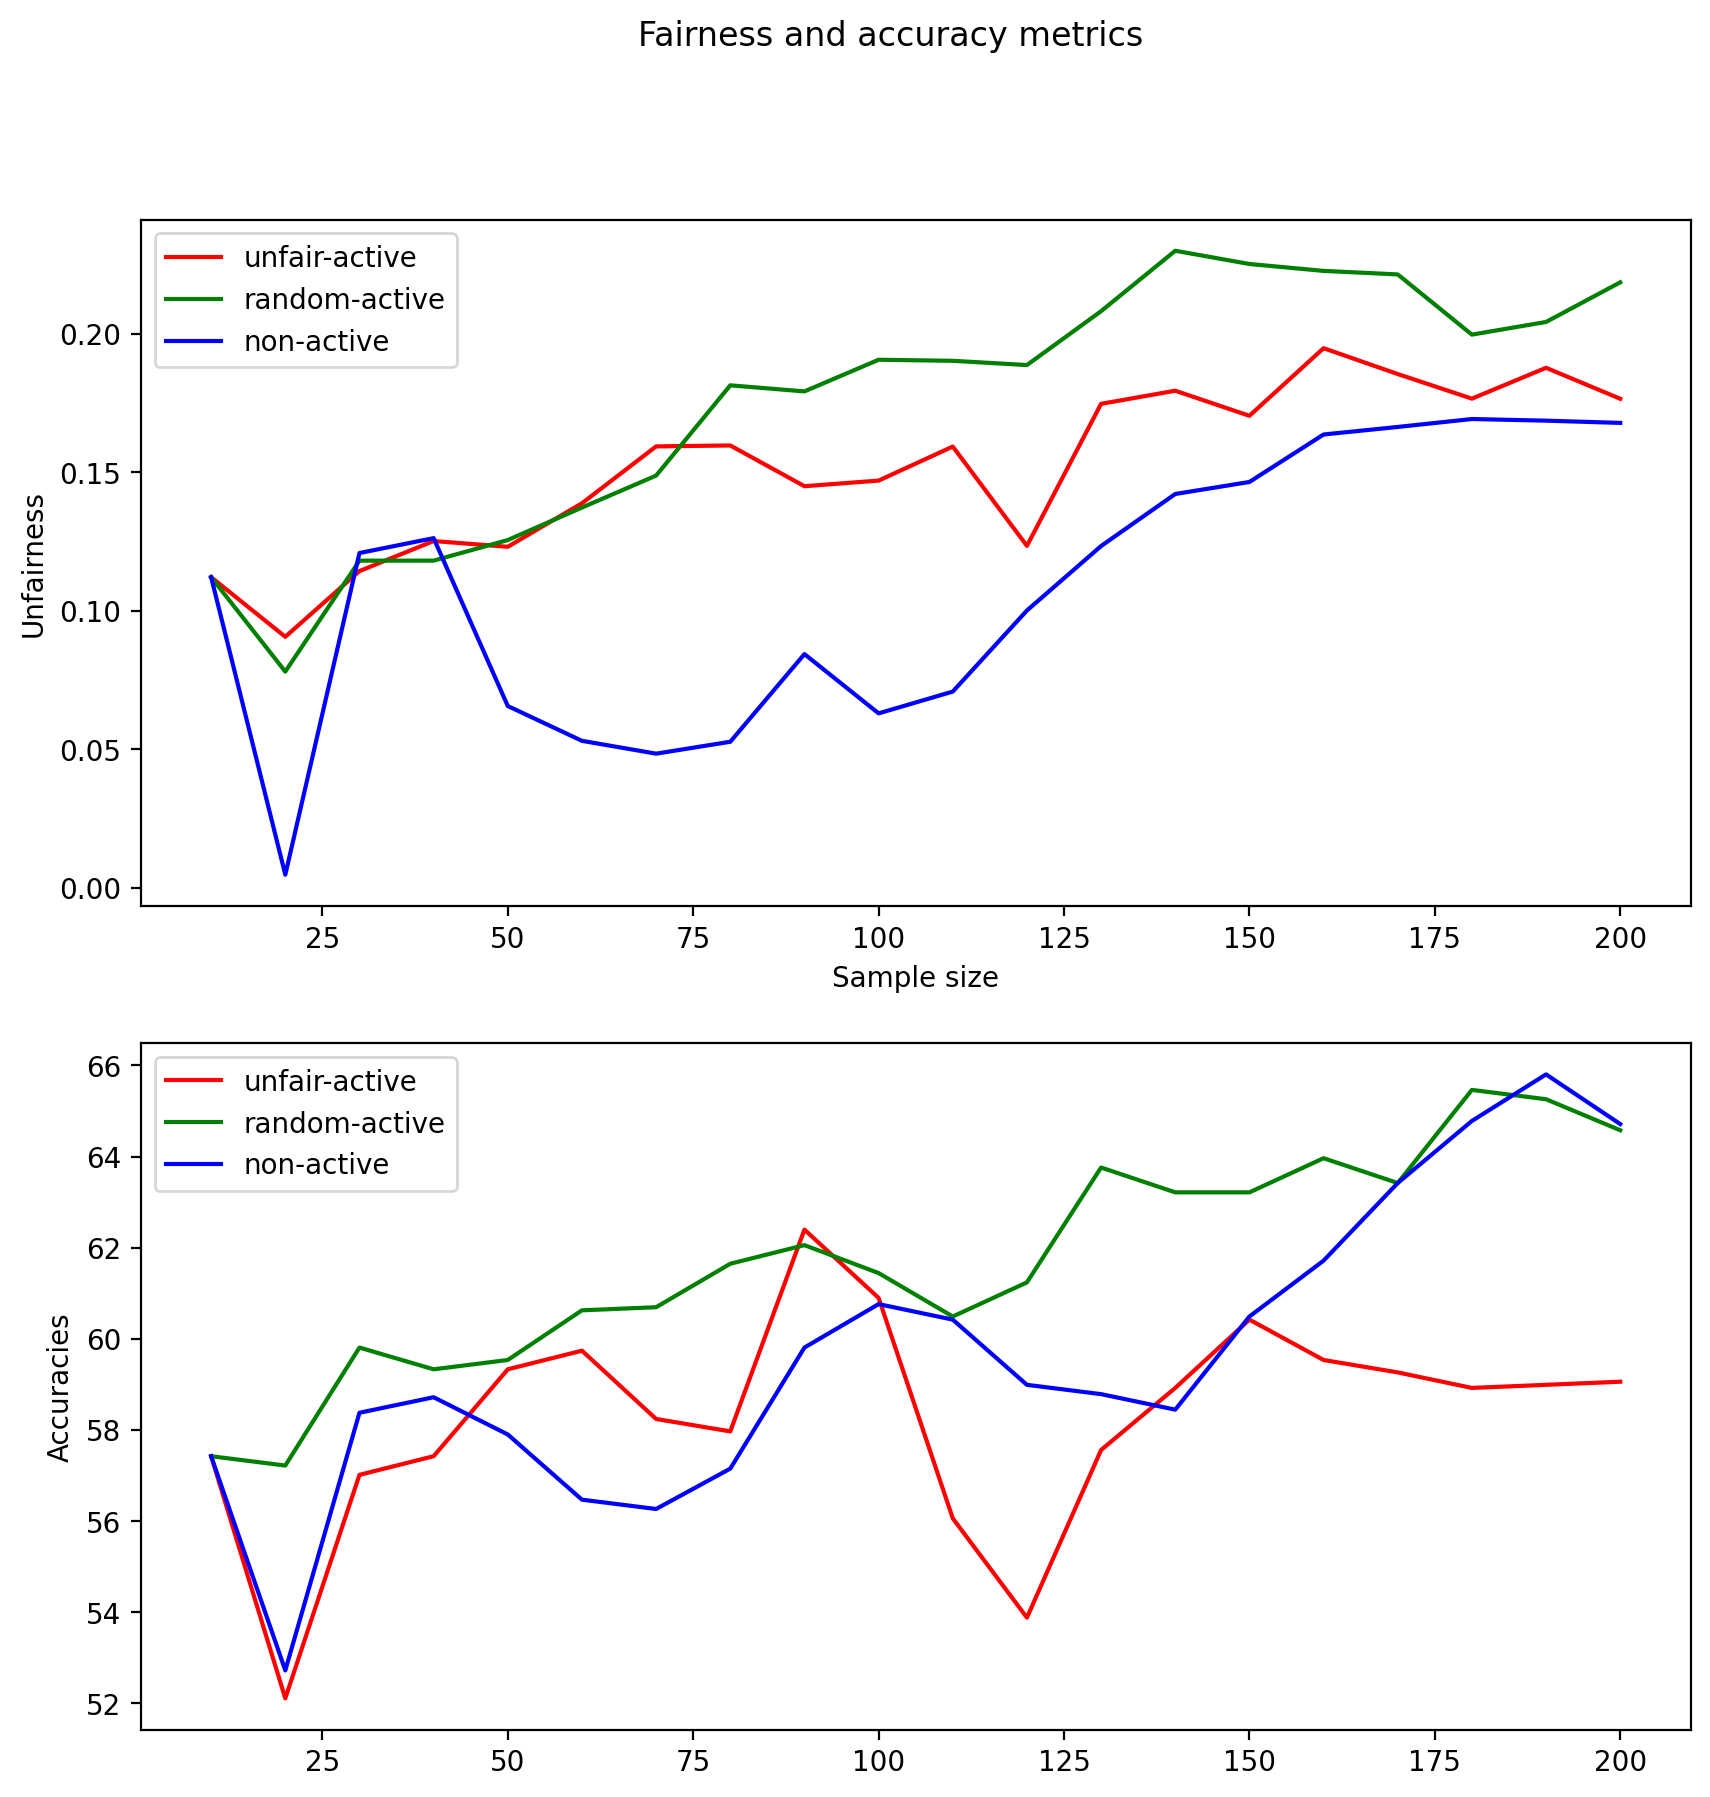 Fairness and accuracy metrics
unfair-active
random-active
non-active
0.20
0.15
0.10
0.05
0.00
Unfairness
25 50 75 100 125 150 175 200
Sample size
unfair-active
random-active
non-active
66
64
62
60
58
56
54
52
Accuracies
25 50 75 100 125 150 175 200